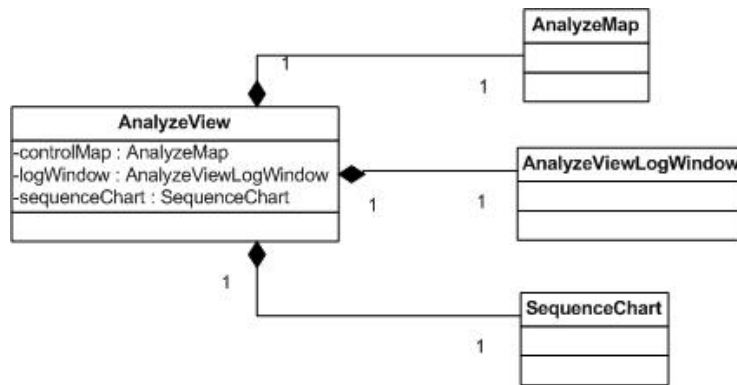 AnalyzeMap
1
1
AnalyzeView
-controlMap : AnalyzeMap
-logWindow : AnalyzeViewLogWindow
-sequenceChart : SequenceChart
AnalyzeViewLogWindow
1
1
1
SequenceChart
1